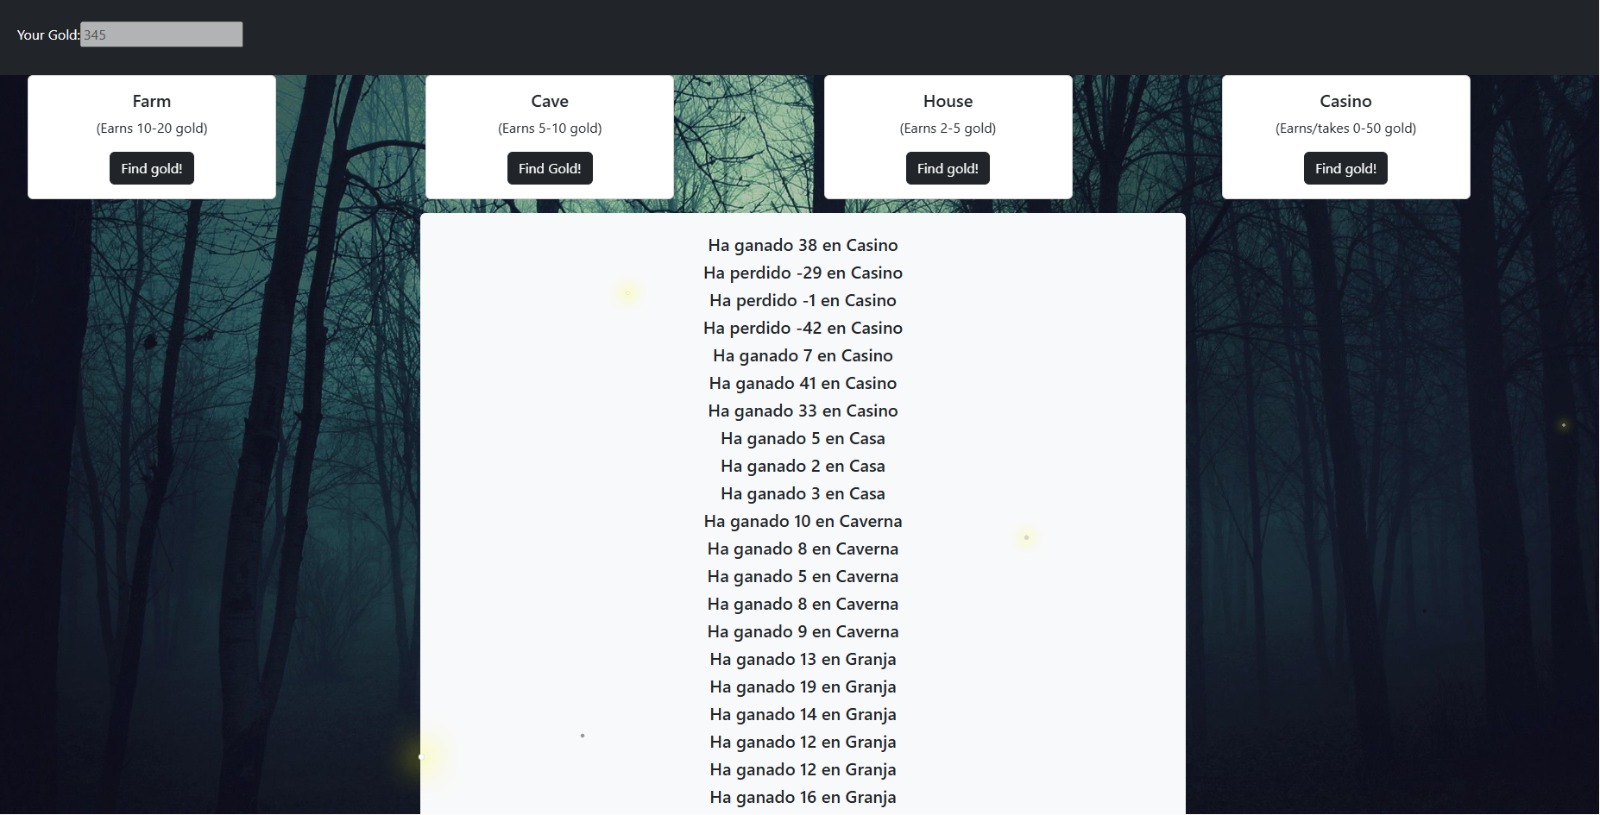 Your Gold: 345
Farm
(Earns 10-20 gold)
Find gold!
Cave
(Earns 5-10 gold)
Find Gold!
House
(Earns 2-5 gold)
Find gold!
Casino
(Earns/takes 0-50 gold)
Find gold!
Ha ganado 38 en Casino
Ha perdido -29 en Casino
Ha perdido -1 en Casino
Ha perdido -42 en Casino
Ha ganado 7 en Casino
Ha ganado 41 en Casino
Ha ganado 33 en Casino
Ha ganado 5 en Casa
Ha ganado 2 en Casa
Ha ganado 3 en Casa
Ha ganado 10 en Caverna
Ha ganado 8 en Caverna
Ha ganado 5 en Caverna
Ha ganado 8 en Caverna
Ha ganado 9 en Caverna
Ha ganado 13 en Granja
Ha ganado 19 en Granja
Ha ganado 14 en Granja
Ha ganado 12 en Granja
Ha ganado 12 en Granja
Ha ganado 16 en Granja